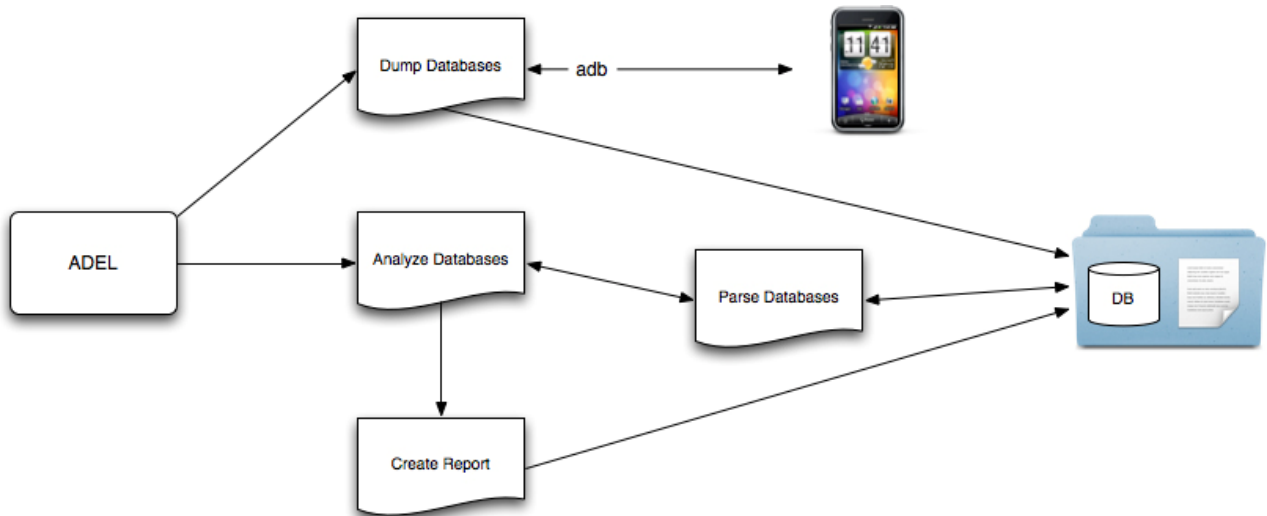 Dump Databases
adb
11 41
ADEL
Analyze Databases
Parse Databases
DB
Create Report